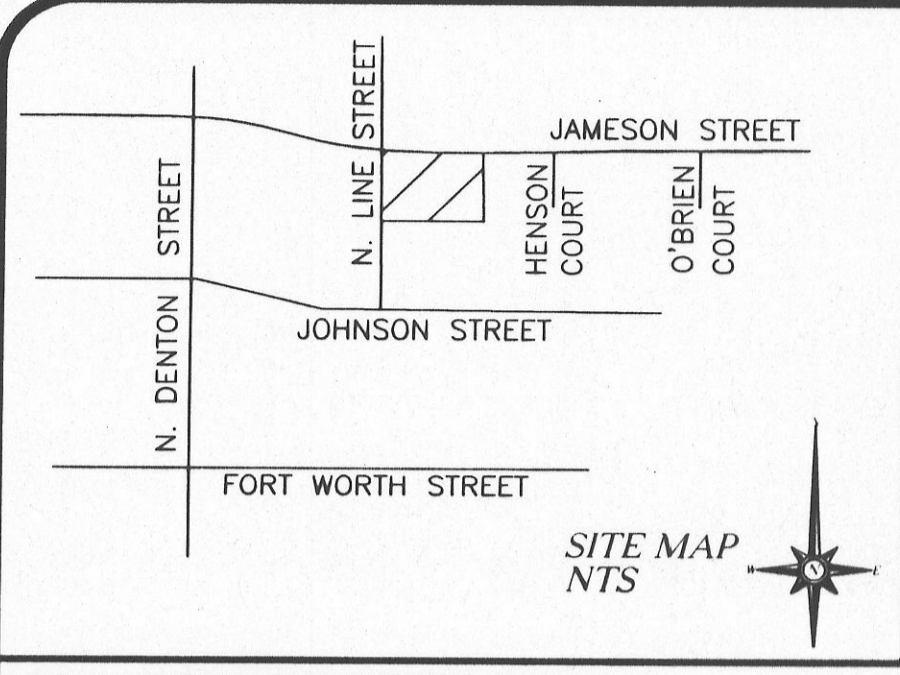 N. LINE STREET
JAMESON STREET
N. DENTON STREET
HENSON
COURT
O'BRIEN
COURT
JOHNSON STREET
FORT WORTH STREET
SITE MAP
NTS
W
N
E